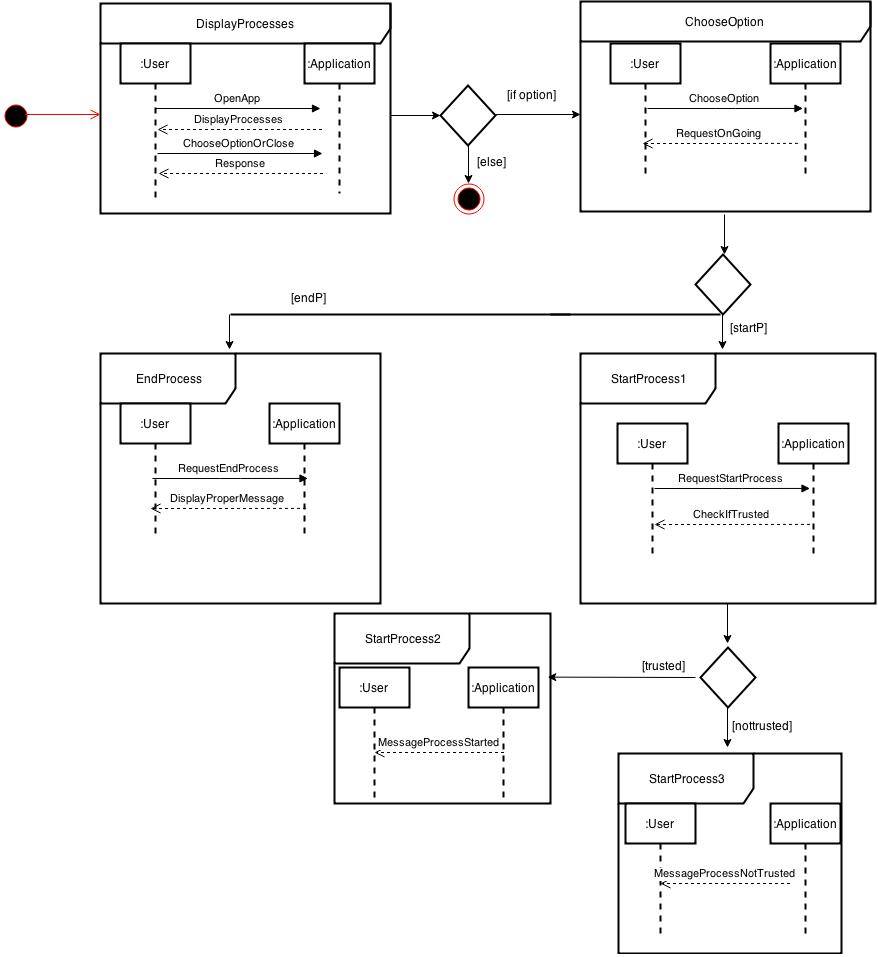 DisplayProcesses
:User
:Application
OpenApp
DisplayProcesses
ChooseOptionOrClose
Response
[if option]
[else]
ChooseOption
:User
:Application
ChooseOption
RequestOnGoing
[endP]
[startP]
EndProcess
:User
:Application
RequestEndProcess
DisplayProperMessage
StartProcess1
:User
:Application
RequestStartProcess
CheckIfTrusted
[trusted]
[nottrusted]
StartProcess2
:User
:Application
MessageProcessStarted
StartProcess3
:User
:Application
MessageProcessNotTrusted